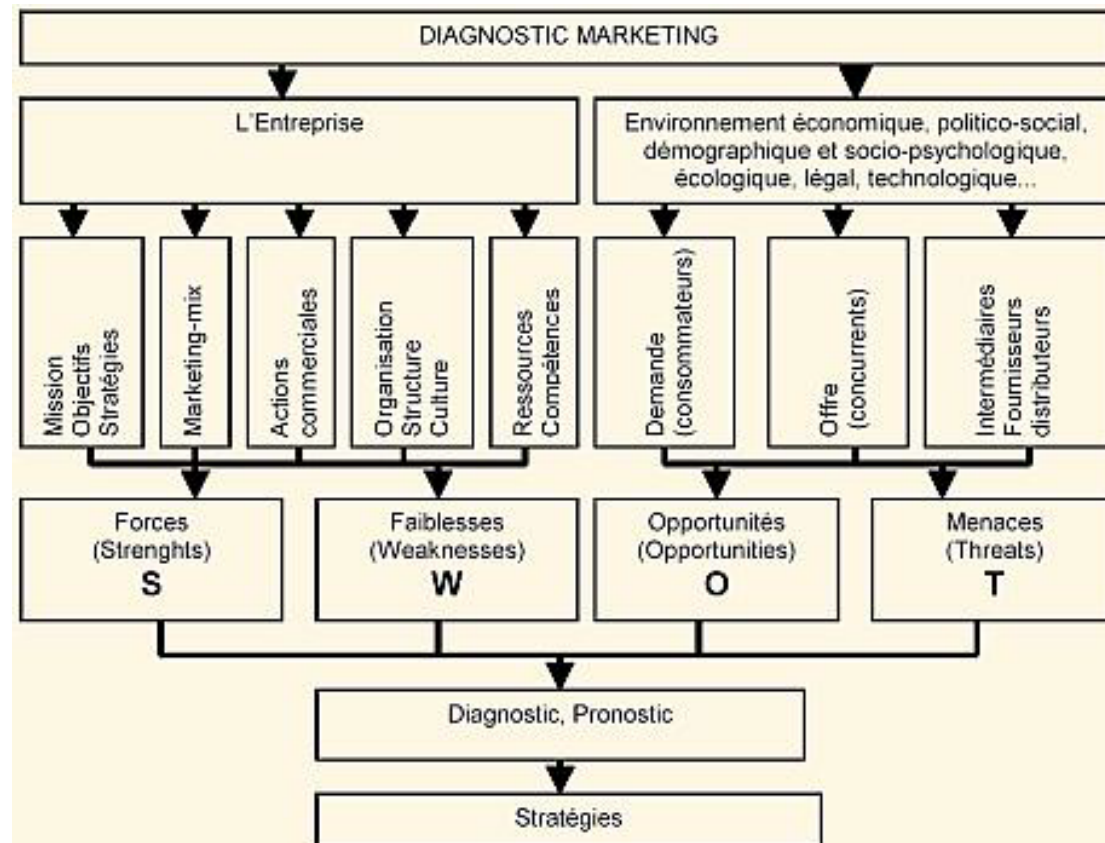 DIAGNOSTIC MARKETING
L'Entreprise
Environnement économique, politico-social,
démographique et socio-psychologique,
écologique, légal, technologique...
Mission
Objectifs
Stratégies
Marketing-mix
Actions
commerciales
Organisation
Structure
Culture
Ressources
Compétences
Demande
(consommateurs)
Offre
(concurrents)
Intermédiaires
Fournisseurs
distributeurs
Forces
(Strenghts)
S
Faiblesses
(Weaknesses)
W
Opportunités
(Opportunities)
O
Menaces
(Threats)
T
Diagnostic, Pronostic
Stratégies